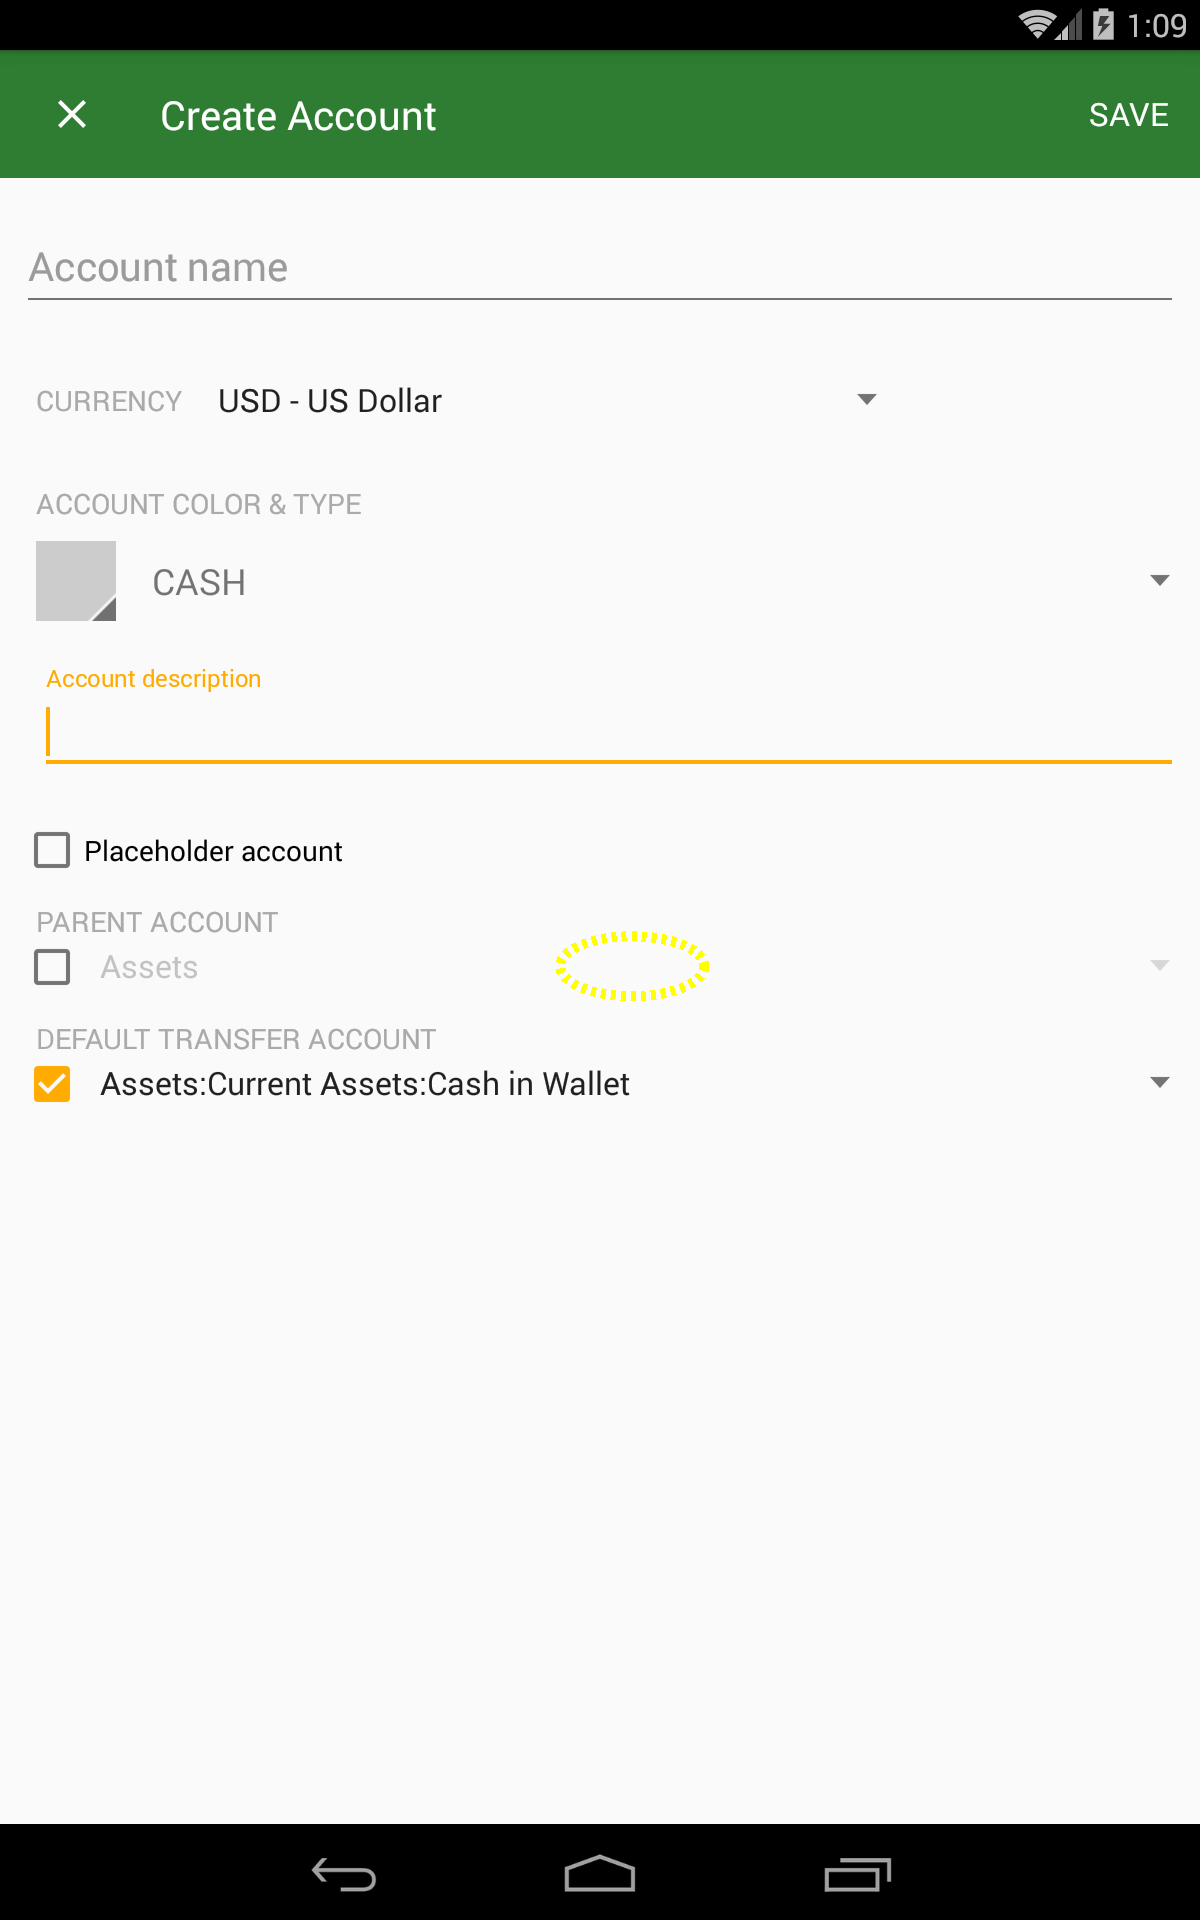 1:09
Create Account
SAVE
Account name
CURRENCY USD - US Dollar
ACCOUNT COLOR & TYPE
CASH
Account description
Placeholder account
PARENT ACCOUNT
Assets
DEFAULT TRANSFER ACCOUNT
Assets:Current Assets:Cash in Wallet